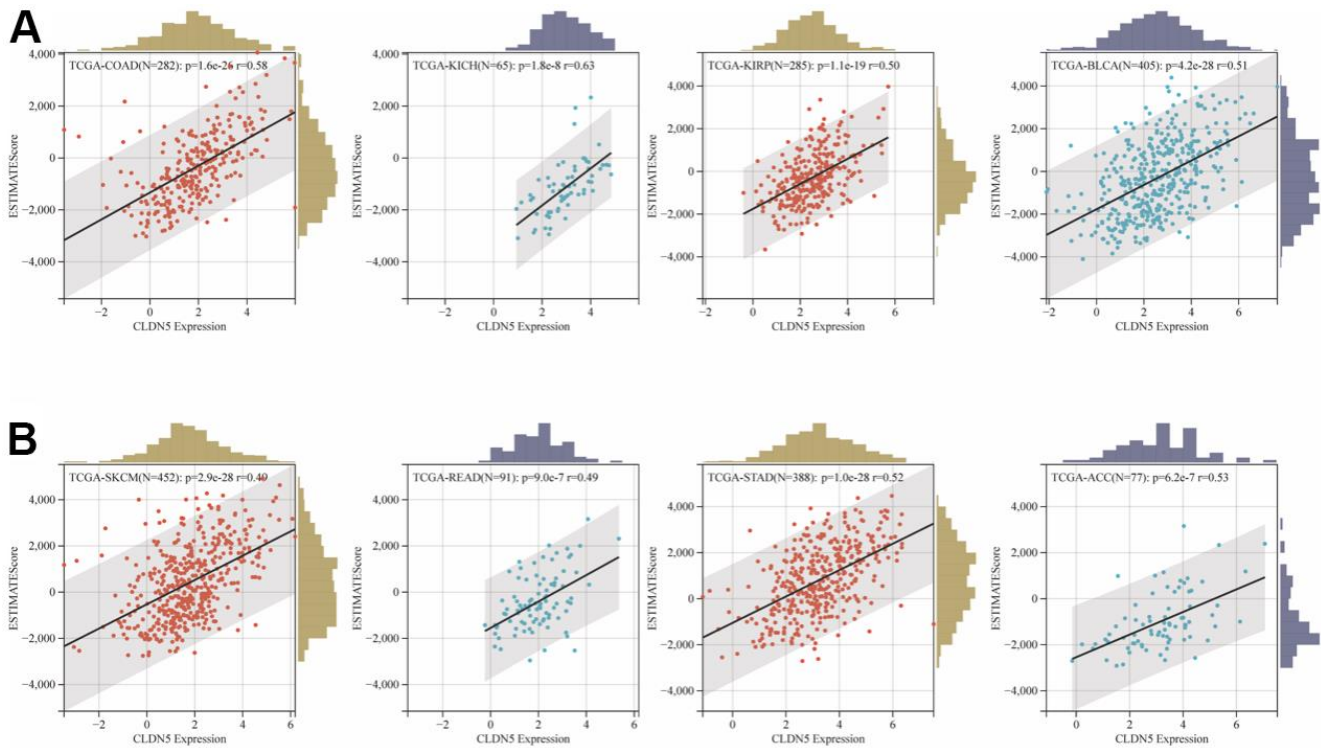 A
TCGA-COAD(N=282): p=1.6e-26 r=0.58
4,000
2,000
0
−2,000
−4,000
ESTIMATEScore
−2 0 2 4 6
CLDN5 Expression
TCGA-KICH(N=65): p=1.8e-8 r=0.63
4,000
2,000
0
−2,000
−4,000
ESTIMATEScore
−2 0 2 4
CLDN5 Expression
TCGA-KIRP(N=285): p=1.1e-19 r=0.50
4,000
2,000
0
−2,000
−4,000
ESTIMATEScore
−2 0 2 4 6
CLDN5 Expression
TCGA-BLCA(N=405): p=4.2e-28 r=0.51
4,000
2,000
0
−2,000
−4,000
ESTIMATEScore
−2 0 2 4 6
CLDN5 Expression
B
TCGA-SKCM(N=452): p=2.9e-28 r=0.49
4,000
2,000
0
−2,000
−4,000
ESTIMATEScore
−2 0 2 4 6
CLDN5 Expression
TCGA-READ(N=91): p=9.0e-7 r=0.49
4,000
2,000
0
−2,000
−4,000
ESTIMATEScore
−2 0 2 4 6
CLDN5 Expression
TCGA-STAD(N=388): p=1.0e-28 r=0.52
4,000
2,000
0
−2,000
−4,000
ESTIMATEScore
0 2 4 6
CLDN5 Expression
TCGA-ACC(N=77): p=6.2e-7 r=0.53
4,000
2,000
0
−2,000
−4,000
ESTIMATEScore
0 2 4 6
CLDN5 Expression